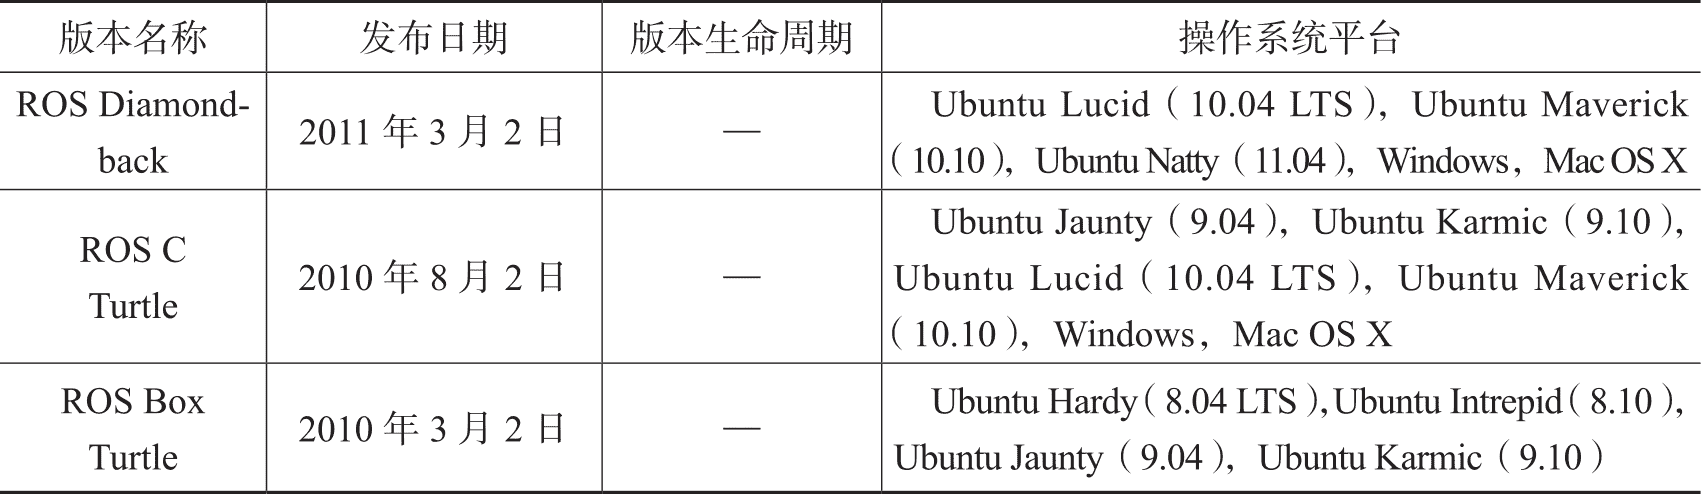 版本名称 发布日期 版本生命周期 操作系统平台
ROS Diamond-
back
2011 年 3 月 2 日
—
Ubuntu Lucid（10.04 LTS），Ubuntu Maverick
（10.10），Ubuntu Natty（11.04），Windows，Mac OS X
ROS C
Turtle
2010 年 8 月 2 日
—
Ubuntu Jaunty（9.04），Ubuntu Karmic（9.10），
Ubuntu Lucid（10.04 LTS），Ubuntu Maverick
（10.10），Windows，Mac OS X
ROS Box
Turtle
2010 年 3 月 2 日
—
Ubuntu Hardy（8.04 LTS），Ubuntu Intrepid（8.10），
Ubuntu Jaunty（9.04），Ubuntu Karmic（9.10）